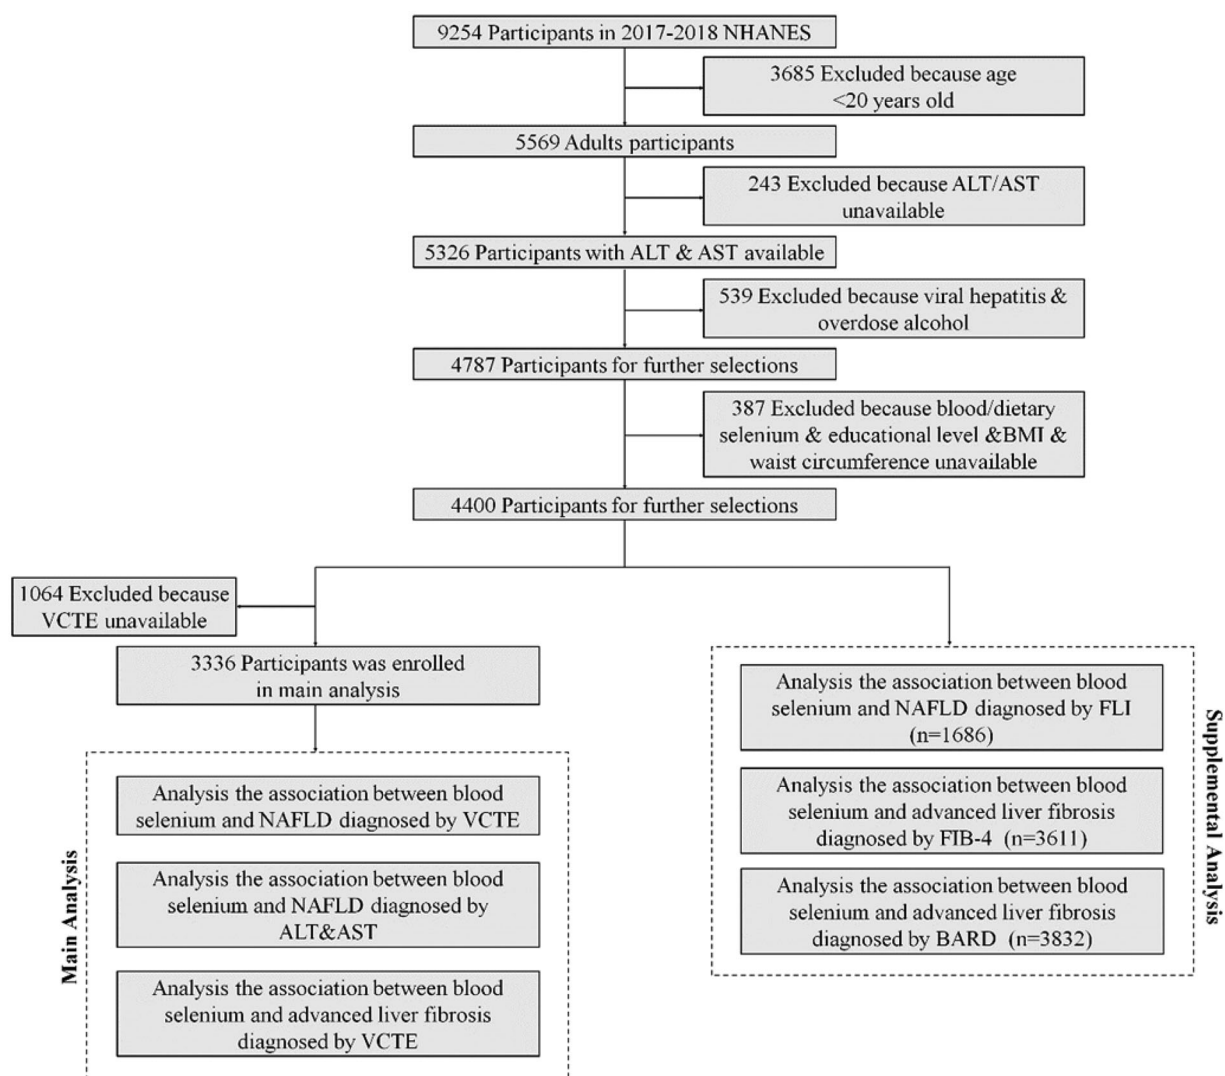 9254 Participants in 2017-2018 NHANES
3685 Excluded because age
<20 years old
5569 Adults participants
243 Excluded because ALT/AST
unavailable
5326 Participants with ALT & AST available
539 Excluded because viral hepatitis &
overdose alcohol
4787 Participants for further selections
387 Excluded because blood/dietary
selenium & educational level &BMI &
waist circumference unavailable
4400 Participants for further selections
1064 Excluded because
VCTE unavailable
3336 Participants was enrolled
in main analysis
Main Analysis
Analysis the association between blood
selenium and NAFLD diagnosed by VCTE
Analysis the association between blood
selenium and NAFLD diagnosed by
ALT&AST
Analysis the association between blood
selenium and advanced liver fibrosis
diagnosed by VCTE
Analysis the association between blood
selenium and NAFLD diagnosed by FLI
(n=1686)
Analysis the association between blood
selenium and advanced liver fibrosis
diagnosed by FIB-4 (n=3611)
Analysis the association between blood
selenium and advanced liver fibrosis
diagnosed by BARD (n=3832)
Supplemental Analysis